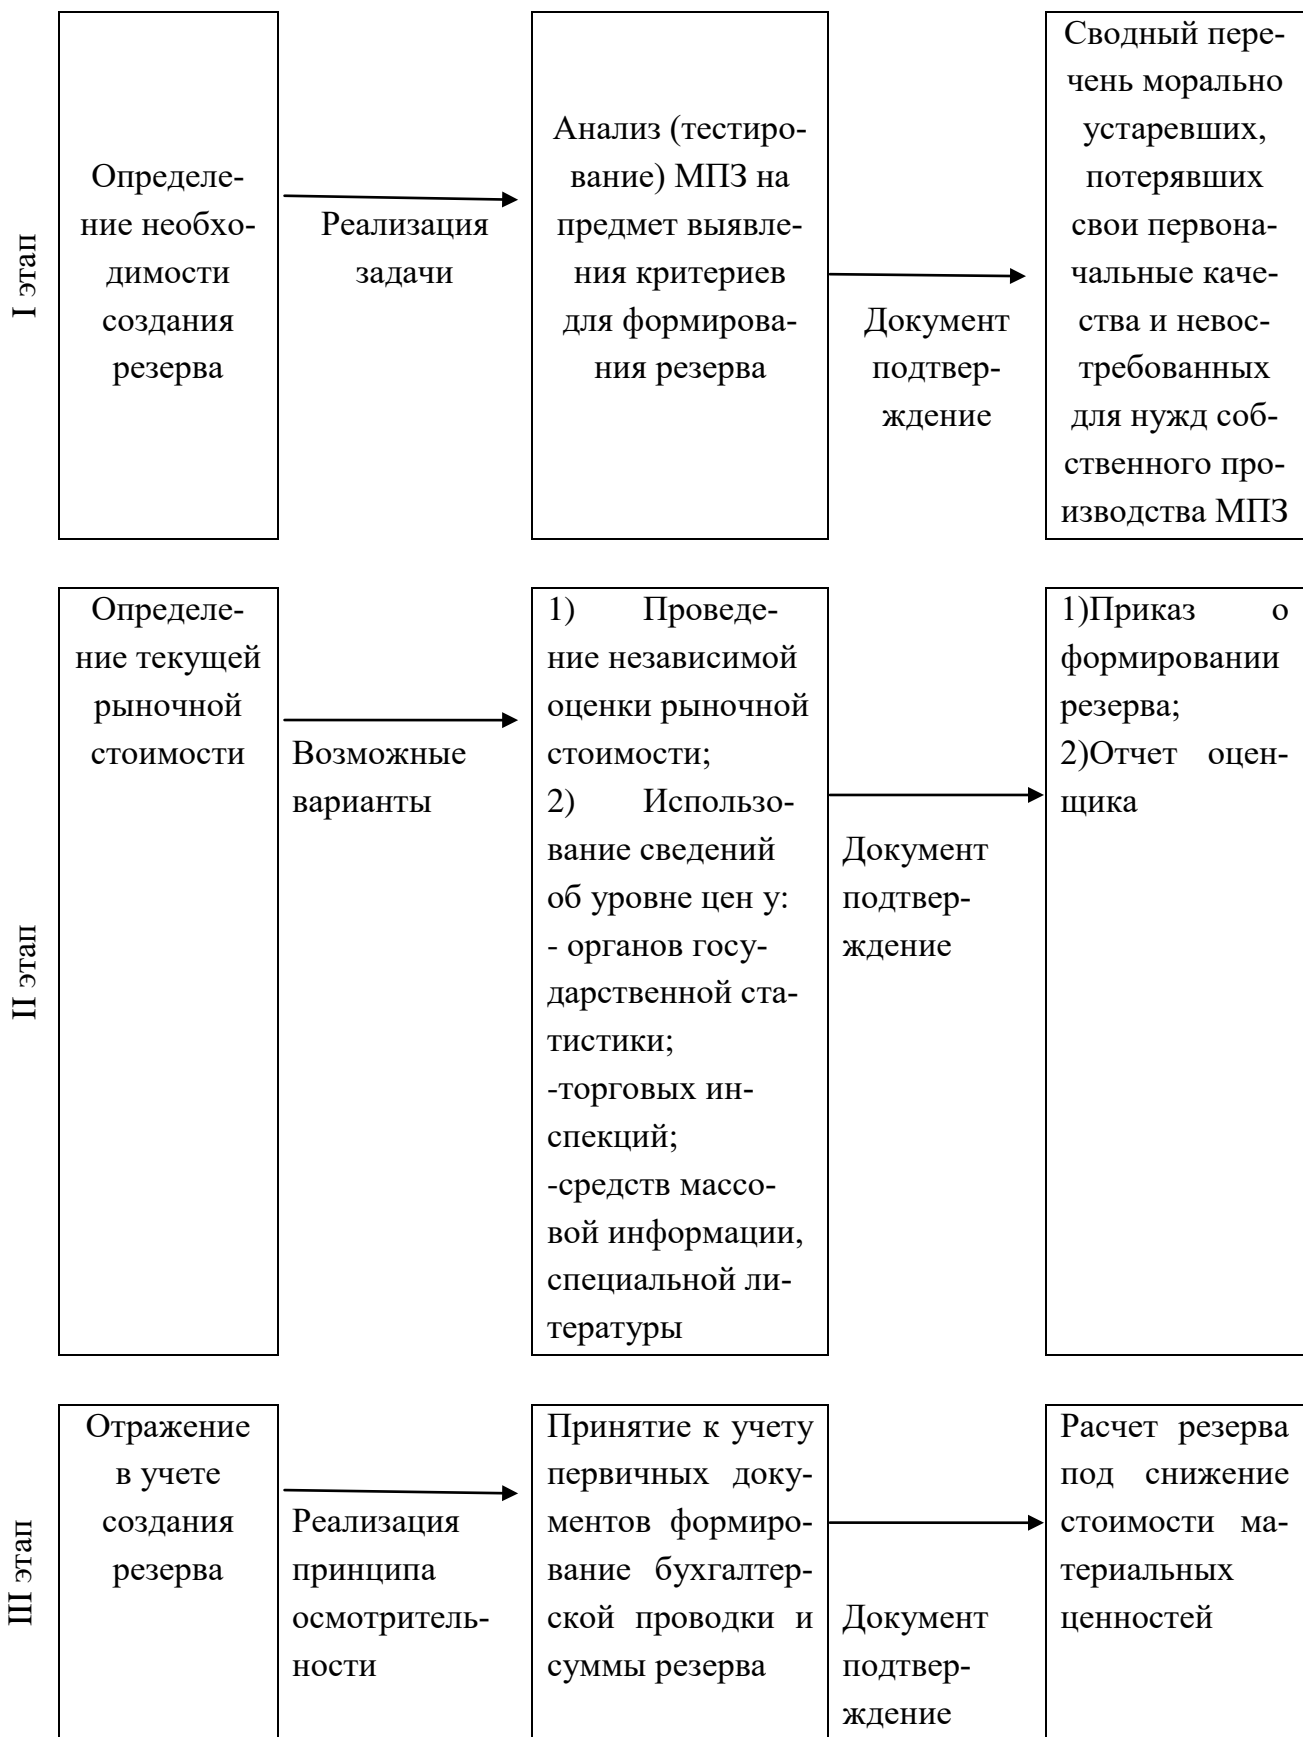 I этап
Определе-
ние необхо-
димости
создания
резерва
Реализация
задачи
Анализ (тестиро-
вание) МПЗ на
предмет выявле-
ния критериев
для формирова-
ния резерва
Документ
подтвер-
ждение
Сводный пере-
чень морально
устаревших,
потерявших
свои первона-
чальные каче-
ства и невос-
требованных
для нужд соб-
ственного про-
изводства МПЗ
II этап
Определе-
ние текущей
рыночной
стоимости
Возможные
варианты
1) Проведе-
ние независимой
оценки рыночной
стоимости;
2) Использо-
вание сведений
об уровне цен у:
- органов госу-
дарственной ста-
тистики;
-торговых ин-
спекций;
-средств массо-
вой информации,
специальной ли-
тературы
Документ
подтвер-
ждение
1)Приказ о
формировании
резерва;
2)Отчет оцен-
щика
III этап
Отражение
в учете
создания
резерва
Реализация
принципа
осмотритель-
ности
Принятие к учету
первичных доку-
ментов формиро-
вание бухгалтер-
ской проводки и
суммы резерва
Документ
подтвер-
ждение
Расчет резерва
под снижение
стоимости ма-
териальных
ценностей